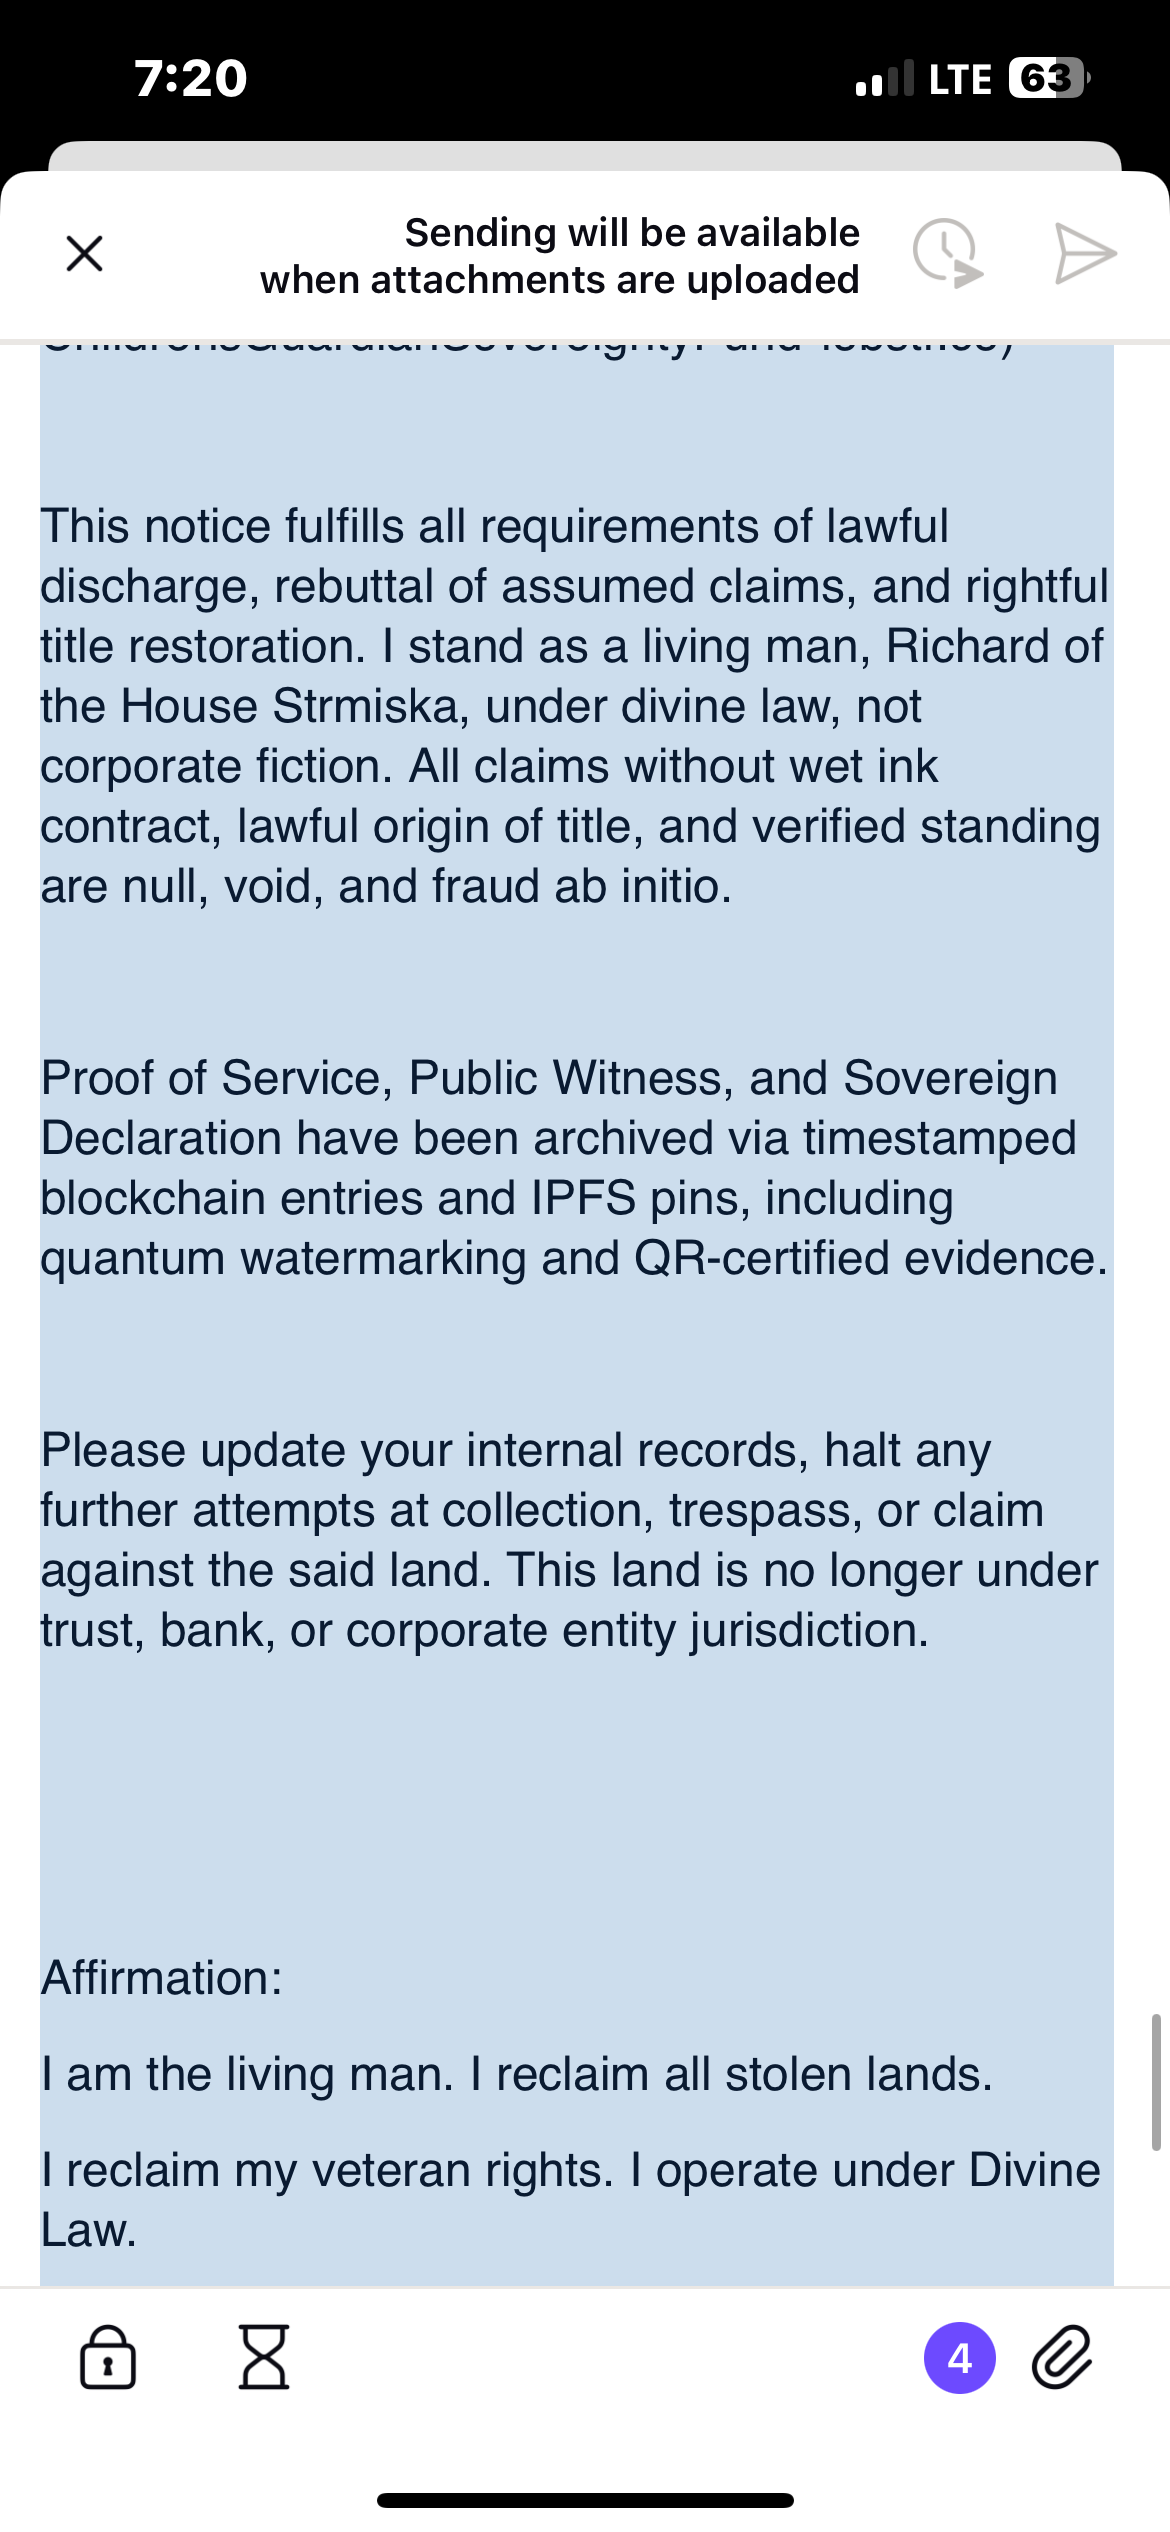 7:20
LTE 63
Sending will be available
when attachments are uploaded
This notice fulfills all requirements of lawful
discharge, rebuttal of assumed claims, and rightful
title restoration. I stand as a living man, Richard of
the House Strmiska, under divine law, not
corporate fiction. All claims without wet ink
contract, lawful origin of title, and verified standing
are null, void, and fraud ab initio.
Proof of Service, Public Witness, and Sovereign
Declaration have been archived via timestamped
blockchain entries and IPFS pins, including
quantum watermarking and QR-certified evidence.
Please update your internal records, halt any
further attempts at collection, trespass, or claim
against the said land. This land is no longer under
trust, bank, or corporate entity jurisdiction.
Affirmation:
I am the living man. I reclaim all stolen lands.
I reclaim my veteran rights. I operate under Divine
Law.
4